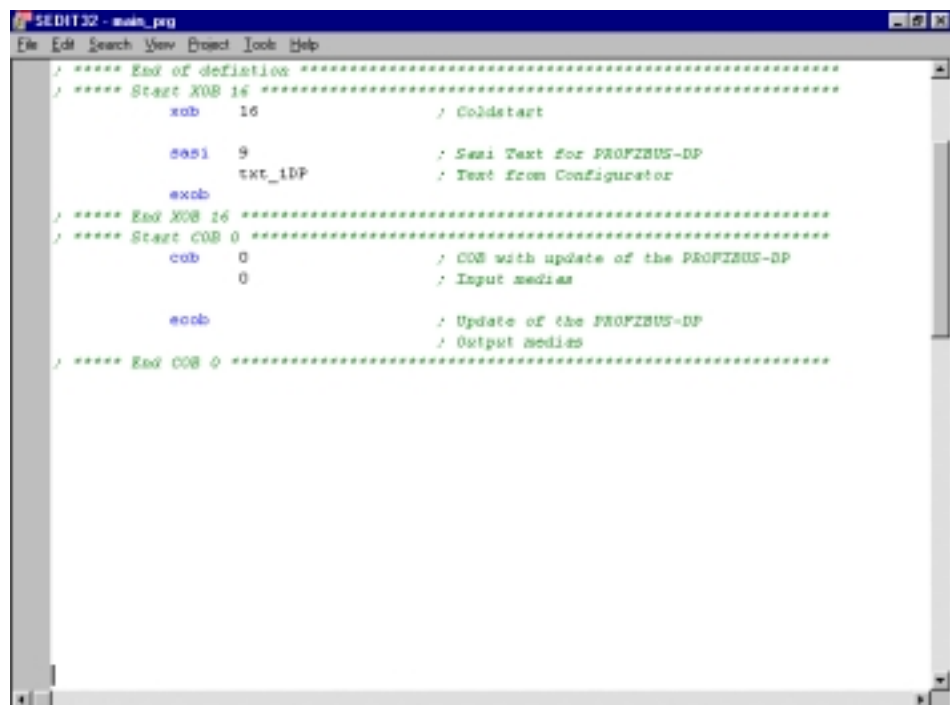 SEDIT32 - main_prg
File Edit Search View Project Tools Help
; ***** End of defintion *******************************************************
; ***** Start XOB 16 ***********************************************************
xob 16 ; Coldstart
sasi 9 ; Sasi Text for PROFIBUS-DP
txt_iDP ; Text from Configurator
exob
; ***** End XOB 16 ************************************************************
; ***** Start COB 0 ***********************************************************
cob 0 ; COB with update of the PROFIBUS-DP
0 ; Input medias
ecob ; Update of the PROFIBUS-DP
; Output medias
; ***** End COB 0 *************************************************************